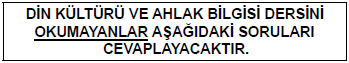 DİN KÜLTÜRÜ VE AHLAK BİLGİSİ DERSİNİ
OKUMAYANLAR AŞAĞIDAKİ SORULARI
CEVAPLAYACAKTIR.